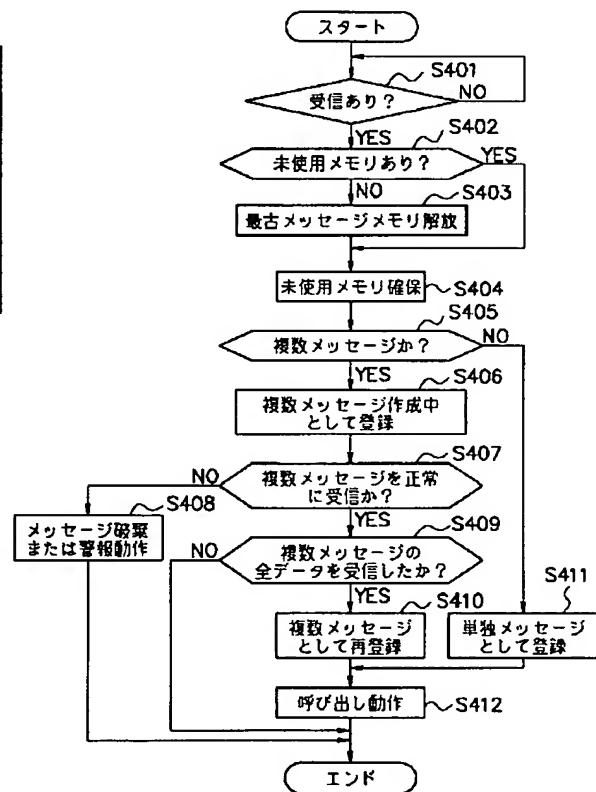 スタート
S401
受信あり?
NO
YES
S402
未使用メモリあり?
YES
NO
S403
最古メッセージメモリ解放
未使用メモリ確保
S404
S405
複数メッセージか?
NO
YES
S406
複数メッセージ作成中
として登録
S407
NO
複数メッセージを正常
に受信か?
S408
メッセージ破棄
または警報動作
YES
S409
NO
複数メッセージの
全データを受信したか?
YES
S410
S411
複数メッセージ
として再登録
単独メッセージ
として登録
呼び出し動作
S412
エンド